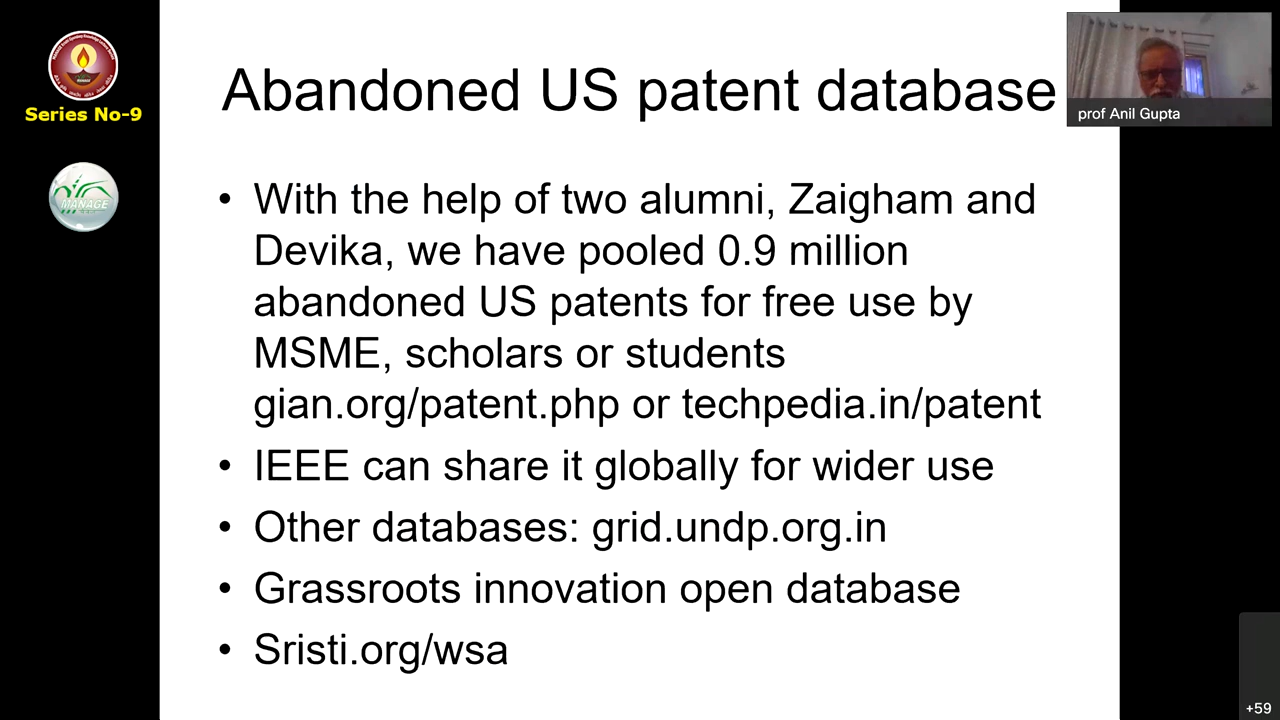 Series No-9
MANAGE
Abandoned US patent database
prof Anil Gupta
• With the help of two alumni, Zaigham and
Devika, we have pooled 0.9 million
abandoned US patents for free use by
MSME, scholars or students
gian.org/patent.php or techpedia.in/patent
• IEEE can share it globally for wider use
• Other databases: grid.undp.org.in
• Grassroots innovation open database
• Sristi.org/wsa
+59